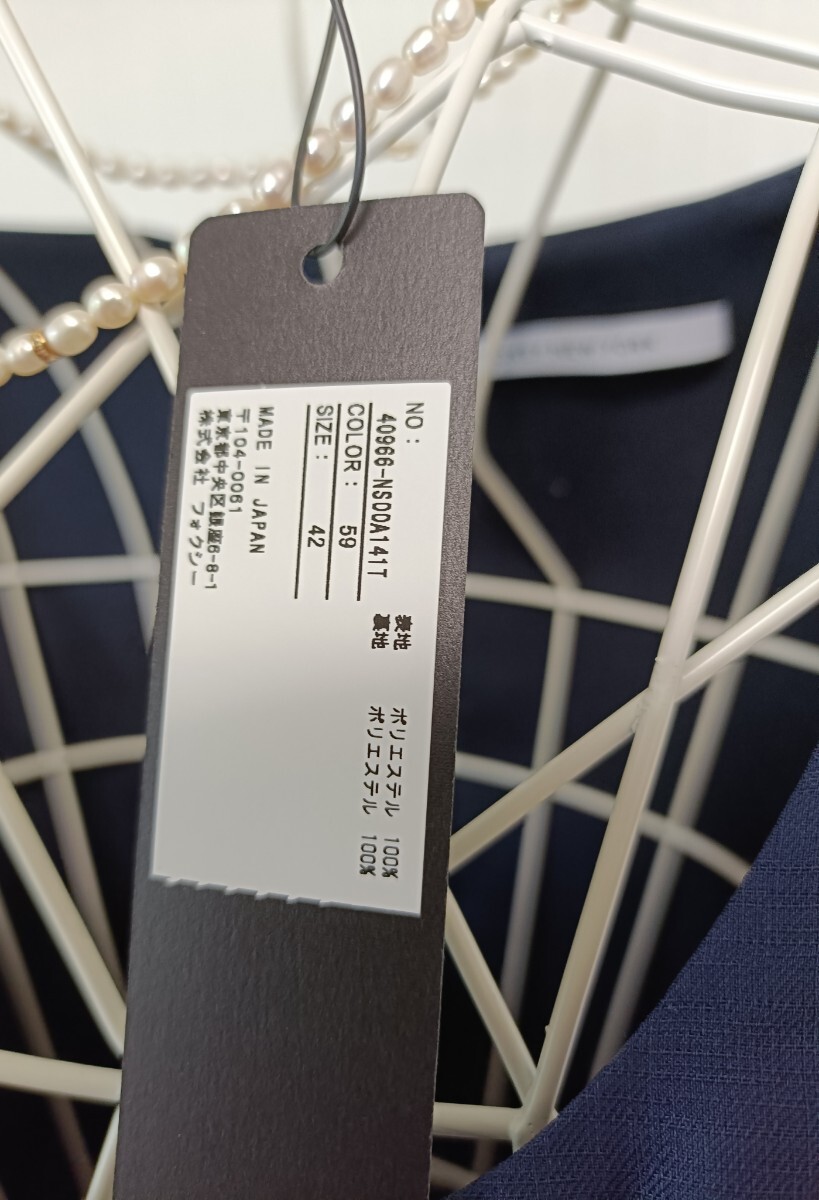 NO:
40966-NSOOA141T
COLOR: 59
SIZE: 42
表地 ポリエステル 100%
裏地 ポリエステル 100%
MADE IN JAPAN
〒104-0061
東京都中央区銀座6-8-1
株式会社 フォクシー